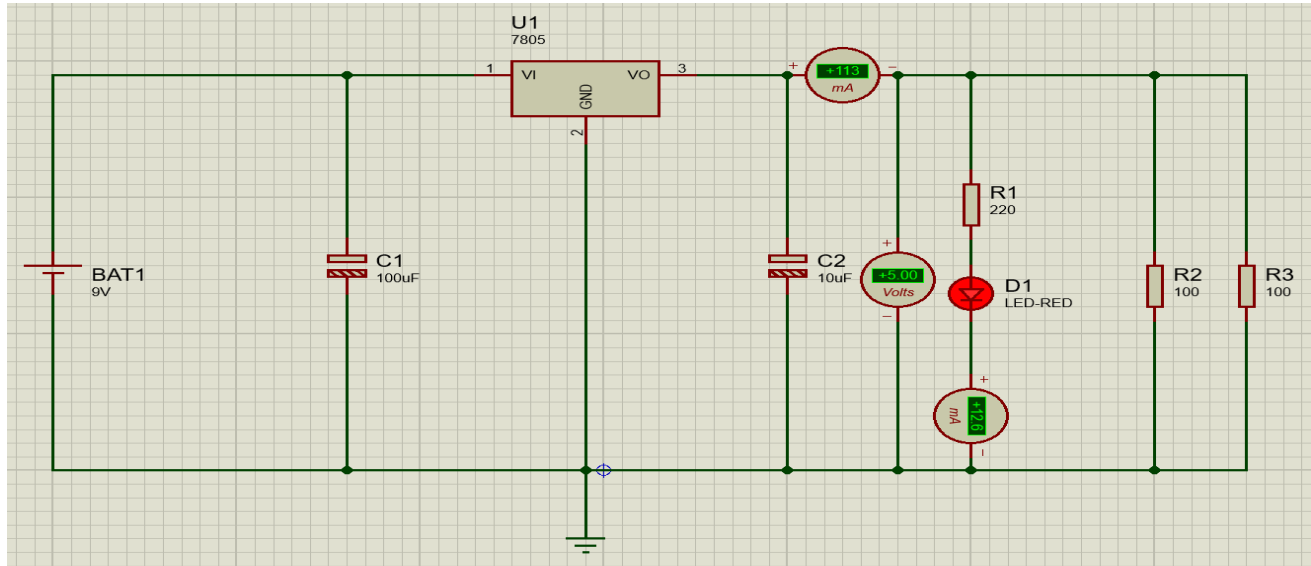 U1
7805
1
VI
VO
3
GND
2
+
+113
−
mA
BAT1
9V
C1
100uF
C2
10uF
+
+5.00
Volts
−
R1
220
D1
LED-RED
+
+12.6
mA
−
R2
100
R3
100